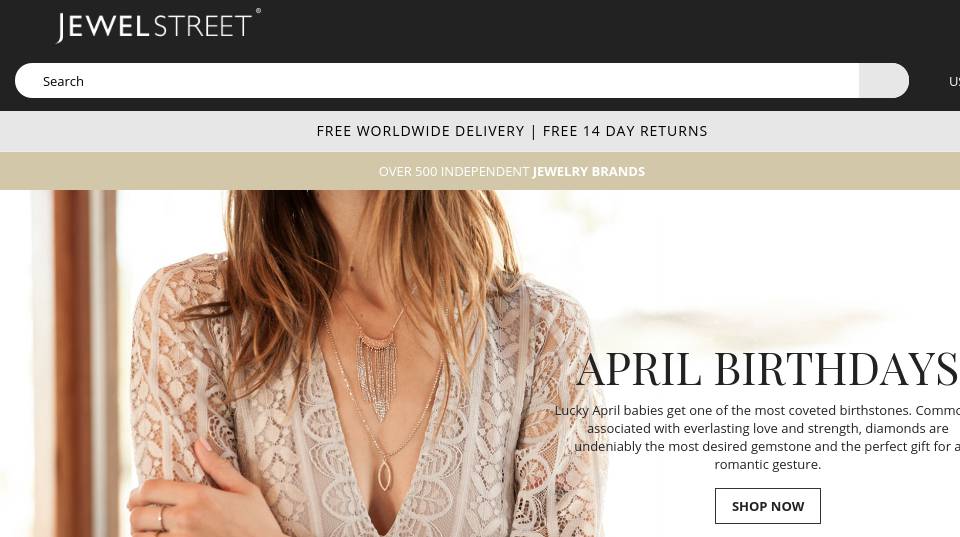 JEWELSTREET®
Search
US
FREE WORLDWIDE DELIVERY | FREE 14 DAY RETURNS
OVER 500 INDEPENDENT JEWELRY BRANDS
APRIL BIRTHDAYS
Lucky April babies get one of the most coveted birthstones. Commo
associated with everlasting love and strength, diamonds are
undeniably the most desired gemstone and the perfect gift for a
romantic gesture.
SHOP NOW